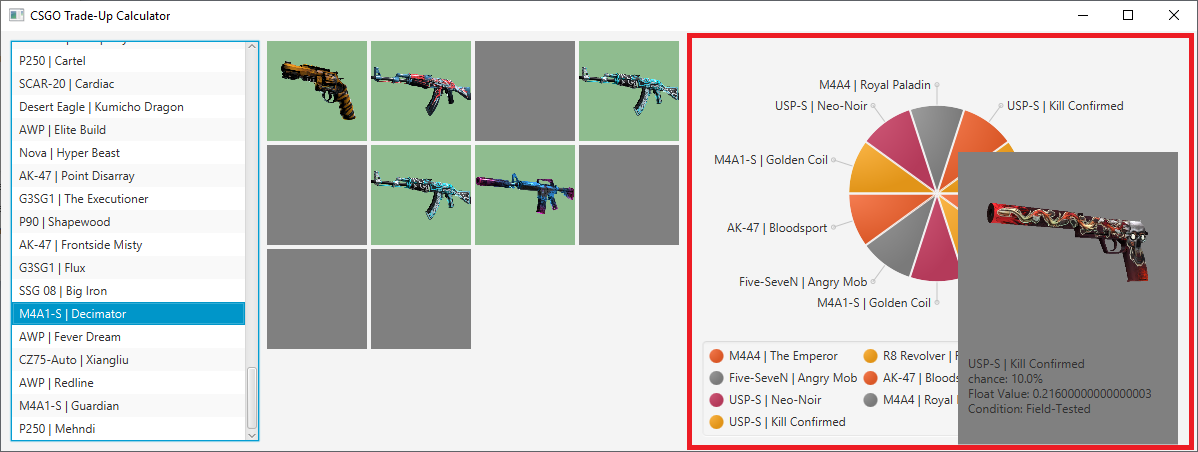 CSGO Trade-Up Calculator
P250 | Cartel
SCAR-20 | Cardiac
Desert Eagle | Kumicho Dragon
AWP | Elite Build
Nova | Hyper Beast
AK-47 | Point Disarray
G3SG1 | The Executioner
P90 | Shapewood
AK-47 | Frontside Misty
G3SG1 | Flux
SSG 08 | Big Iron
M4A1-S | Decimator
AWP | Fever Dream
CZ75-Auto | Xiangliu
AWP | Redline
M4A1-S | Guardian
P250 | Mehndi
M4A4 | Royal Paladin
USP-S | Neo-Noir
USP-S | Kill Confirmed
M4A1-S | Golden Coil
AK-47 | Bloodsport
Five-SeveN | Angry Mob
M4A1-S | Golden Coil
M4A4 | The Emperor
R8 Revolver |
Five-SeveN | Angry Mob
AK-47 | Bloods
USP-S | Neo-Noir
M4A4 | Royal
USP-S | Kill Confirmed
USP-S | Kill Confirmed
chance: 10.0%
Float Value: 0.21600000000000003
Condition: Field-Tested